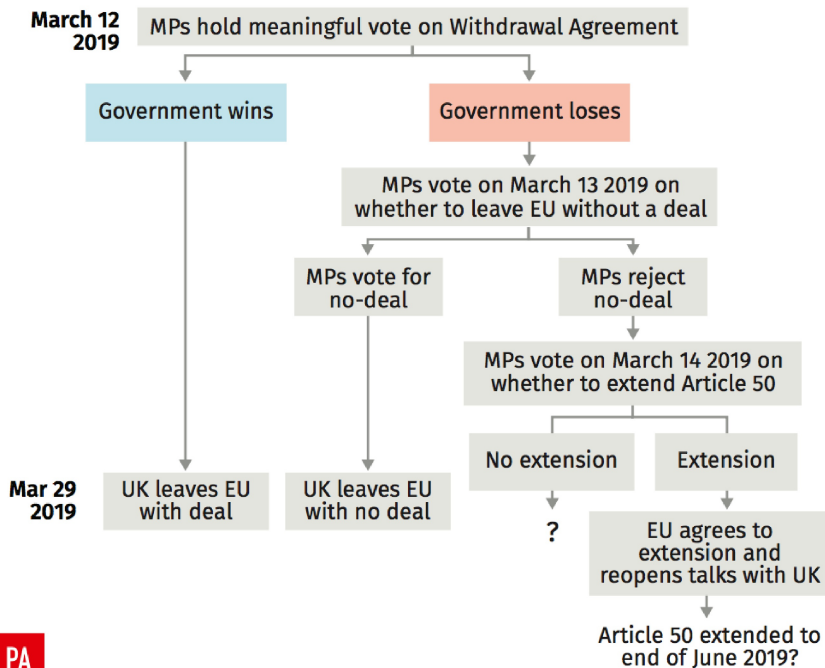 March 12
2019
MPs hold meaningful vote on Withdrawal Agreement
Government wins
Government loses
MPs vote on March 13 2019 on
whether to leave EU without a deal
MPs vote for
no-deal
MPs reject
no-deal
MPs vote on March 14 2019 on
whether to extend Article 50
No extension
Extension
Mar 29
2019
UK leaves EU
with deal
UK leaves EU
with no deal
?
EU agrees to
extension and
reopens talks with UK
Article 50 extended to
end of June 2019?
PA